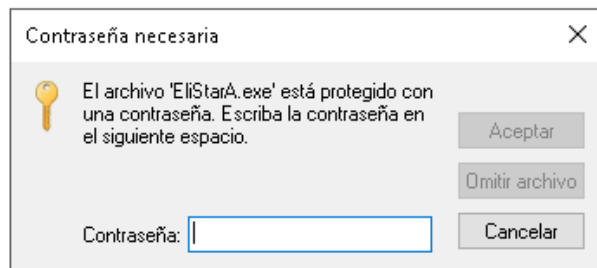 Contraseña necesaria
El archivo 'EliStarA.exe' está protegido con
una contraseña. Escriba la contraseña en
el siguiente espacio.
Aceptar
Omitir archivo
Contraseña:
Cancelar